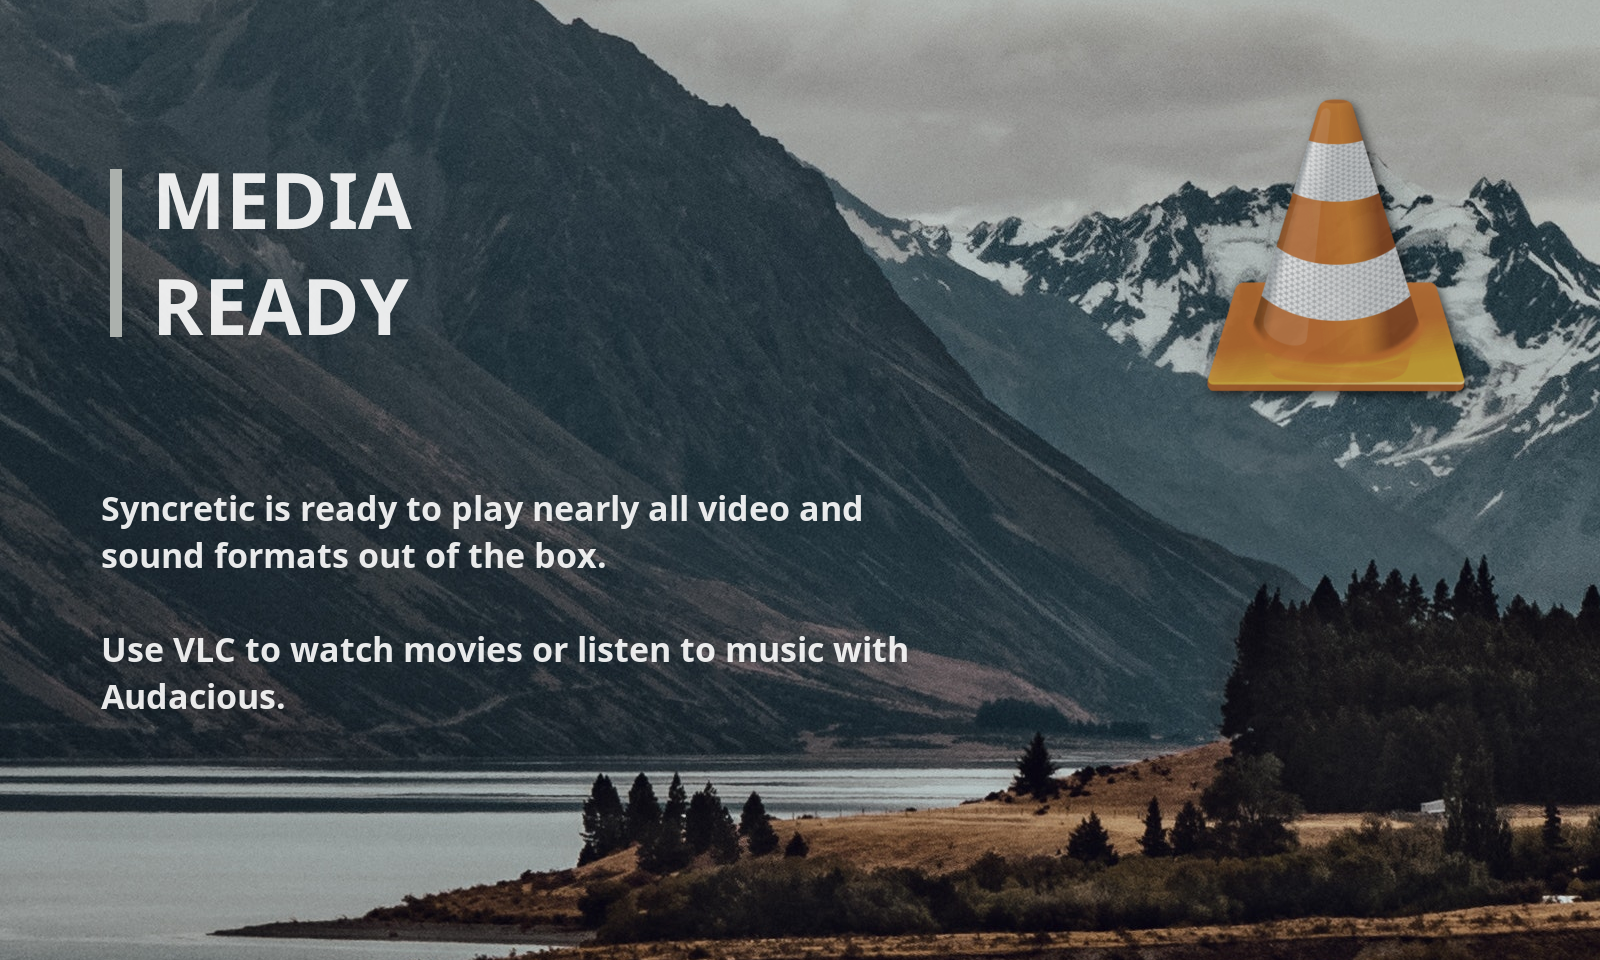 MEDIA
READY
Syncretic is ready to play nearly all video and
sound formats out of the box.
Use VLC to watch movies or listen to music with
Audacious.